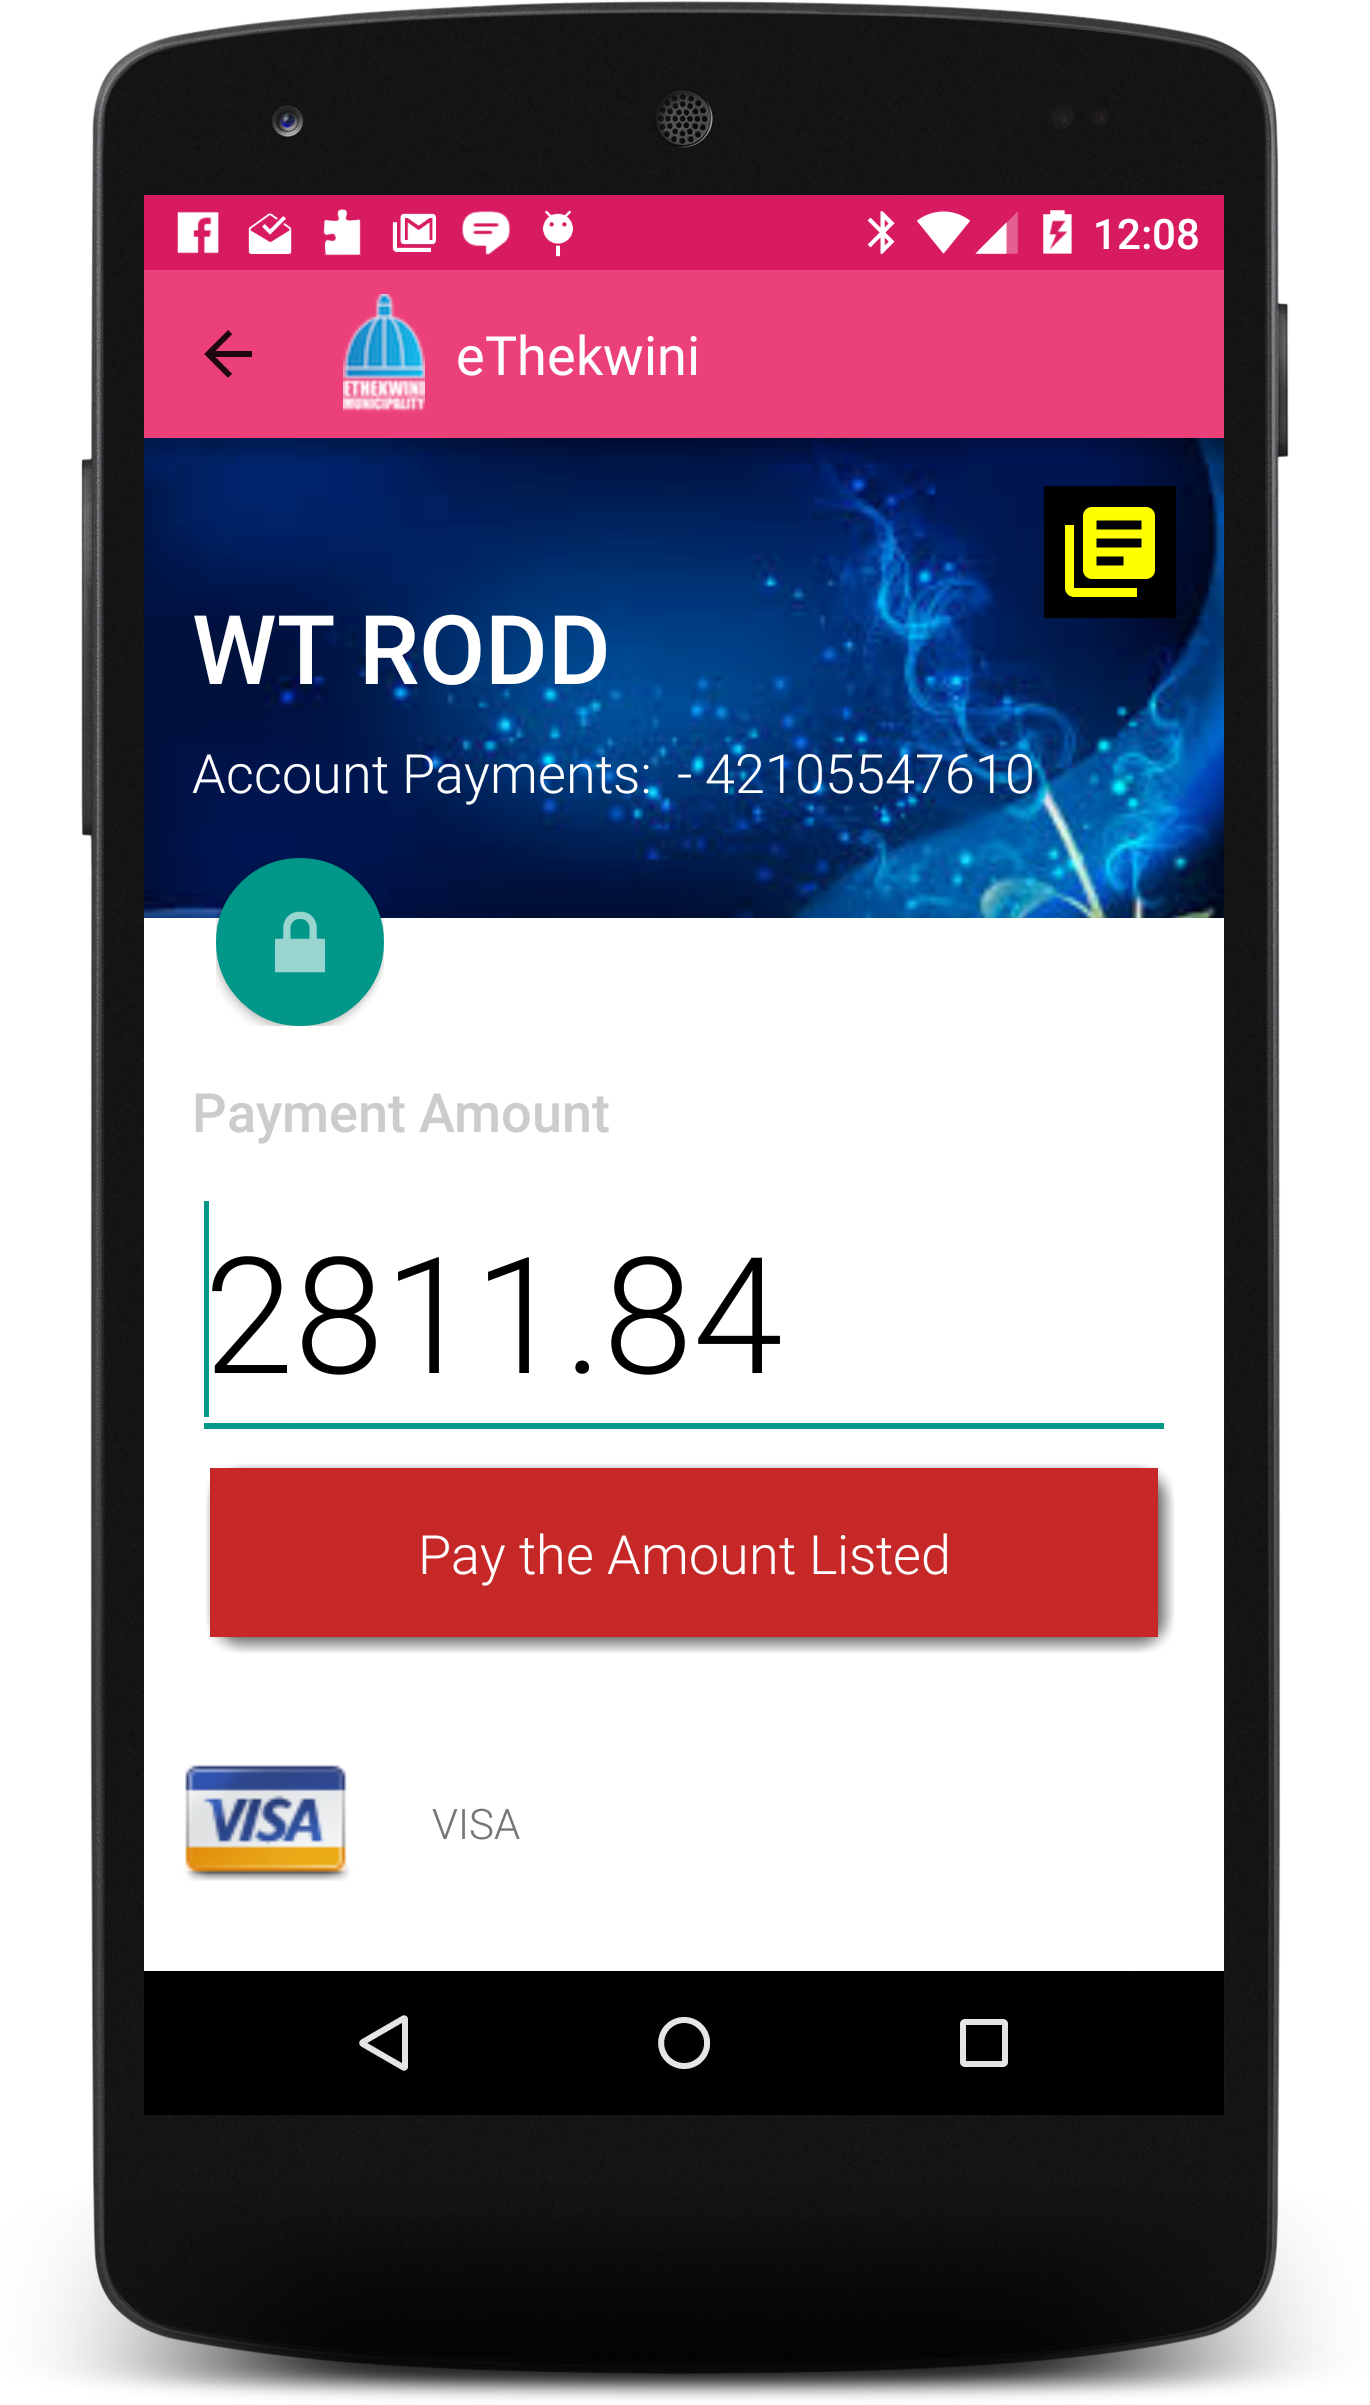 12:08
ETHEKWINI
MUNICIPALITY
eThekwini
WT RODD
Account Payments:  - 42105547610
Payment Amount
2811.84
Pay the Amount Listed
VISA
VISA